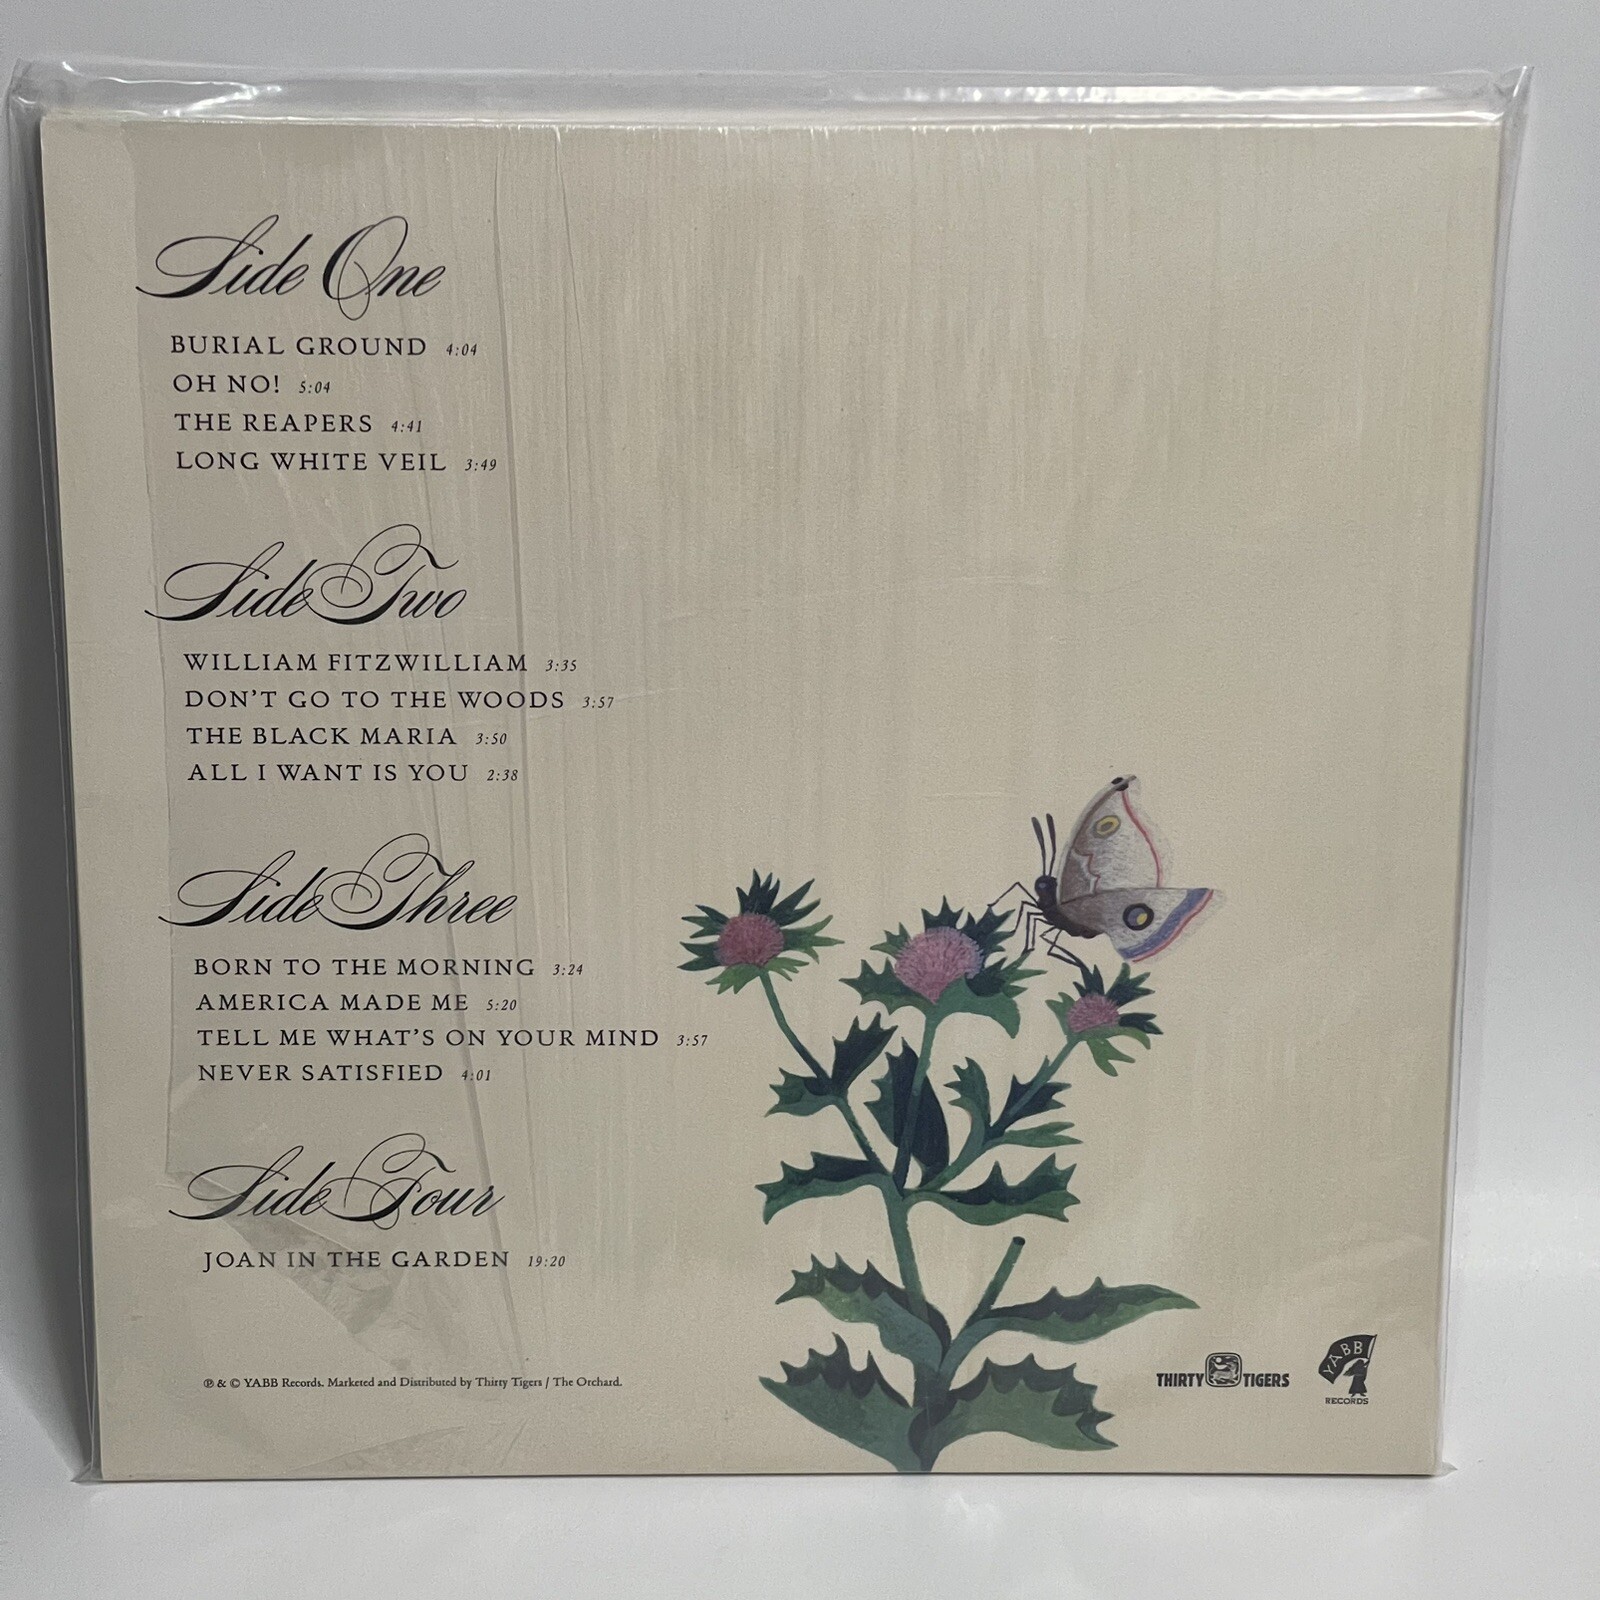 Side One
BURIAL GROUND 4:04
OH NO! 5:04
THE REAPERS 4:41
LONG WHITE VEIL 3:49
Side Two
WILLIAM FITZWILLIAM 3:35
DON'T GO TO THE WOODS 3:57
THE BLACK MARIA 3:50
ALL I WANT IS YOU 2:38
Side Three
BORN TO THE MORNING 3:24
AMERICA MADE ME 5:20
TELL ME WHAT'S ON YOUR MIND 3:57
NEVER SATISFIED 4:01
Side Four
JOAN IN THE GARDEN 19:20
℗ & © YABB Records. Marketed and Distributed by Thirty Tigers / The Orchard.
THIRTY TIGERS
YABB
RECORDS